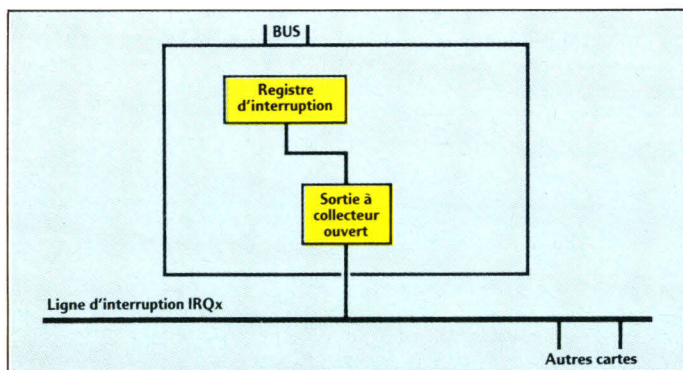 BUS
Registre
d'interruption
Sortie à
collecteur
ouvert
Ligne d'interruption IRQx
Autres cartes